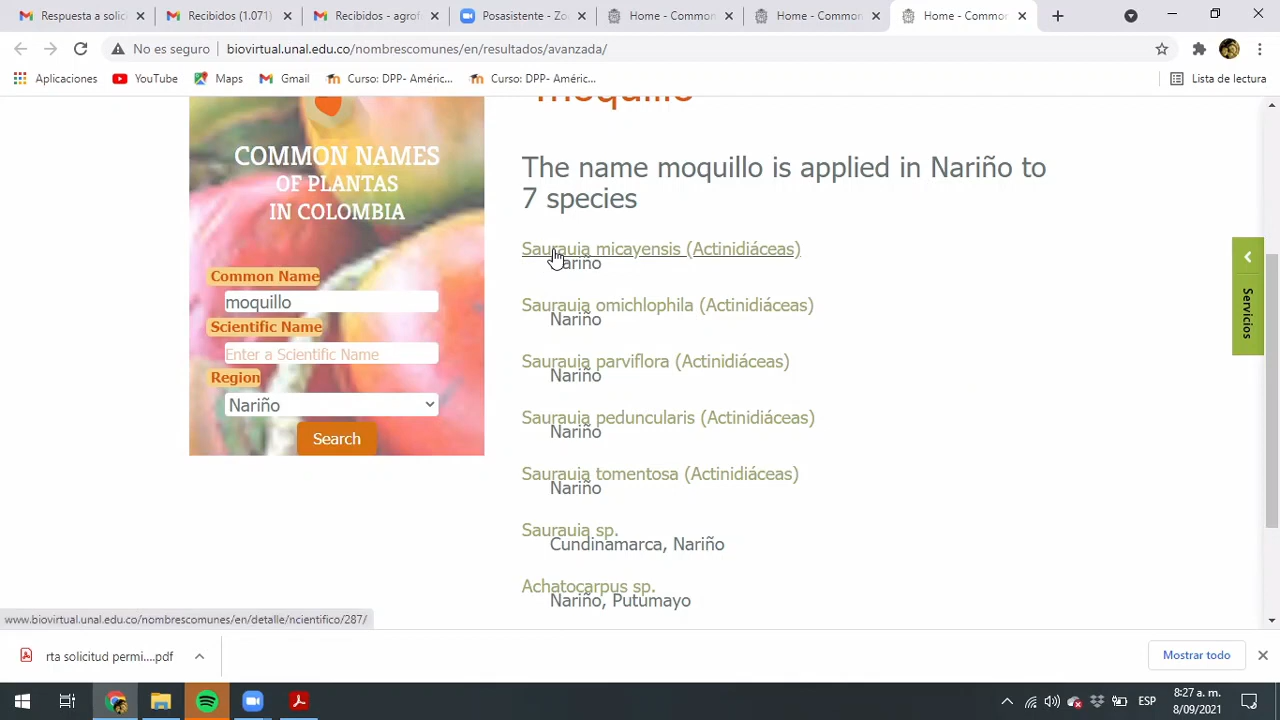 Respuesta a solic
Recibidos (1.071)
Recibidos - agrof
Posasistente - Zo
Home - Common
Home - Common
Home - Common
No es seguro
biovirtual.unal.edu.co/nombrescomunes/en/resultados/avanzada/
Aplicaciones
YouTube
Maps
Gmail
Curso: DPP- Améric...
Curso: DPP- Améric...
Lista de lectura
moquillo
COMMON NAMES
OF PLANTAS
IN COLOMBIA
Common Name
moquillo
Scientific Name
Enter a Scientific Name
Region
Nariño
Search
The name moquillo is applied in Nariño to
7 species
Saurauia micayensis (Actinidiáceas)
Nariño
Saurauia omichlophila (Actinidiáceas)
Nariño
Saurauia parviflora (Actinidiáceas)
Nariño
Saurauia peduncularis (Actinidiáceas)
Nariño
Saurauia tomentosa (Actinidiáceas)
Nariño
Saurauia sp.
Cundinamarca, Nariño
Achatocarpus sp.
Nariño, Putumayo
Servicios
www.biovirtual.unal.edu.co/nombrescomunes/en/detalle/ncientifico/287/
rta solicitud permi....pdf
Mostrar todo
ESP
8:27 a. m.
8/09/2021